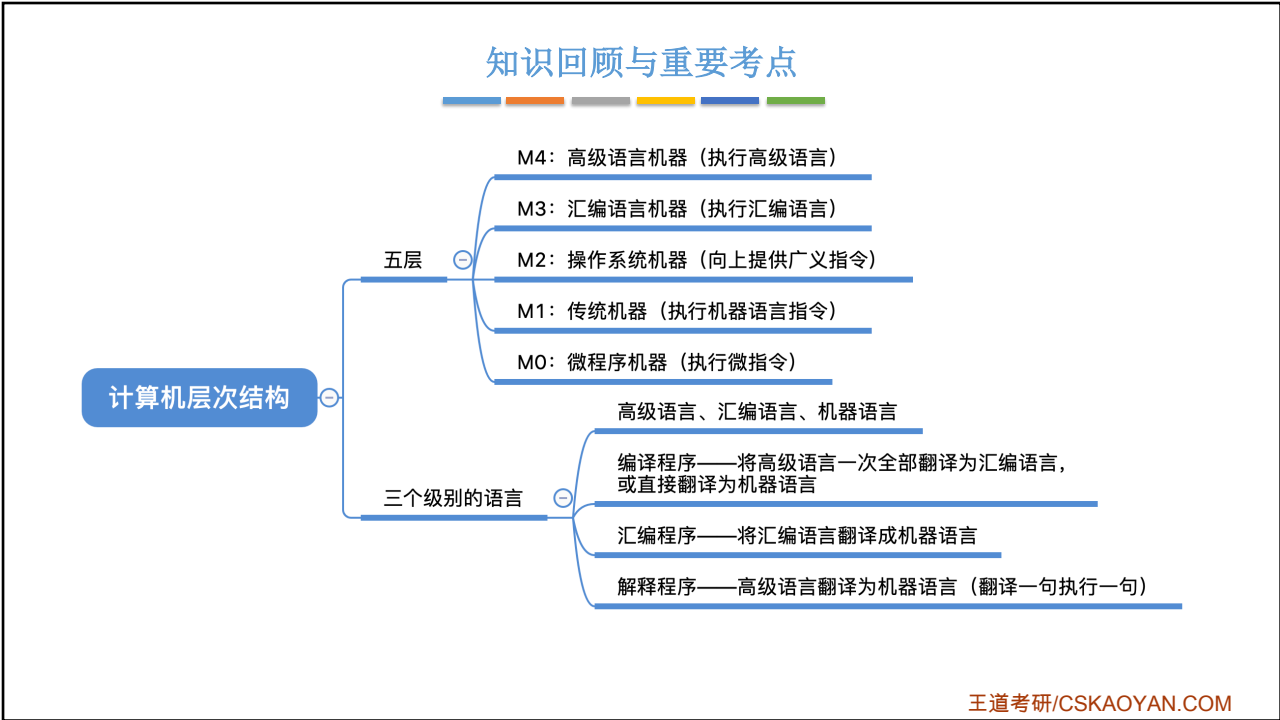 知识回顾与重要考点
M4：高级语言机器（执行高级语言）
M3：汇编语言机器（执行汇编语言）
五层
M2：操作系统机器（向上提供广义指令）
M1：传统机器（执行机器语言指令）
M0：微程序机器（执行微指令）
计算机层次结构
高级语言、汇编语言、机器语言
编译程序——将高级语言一次全部翻译为汇编语言，
或直接翻译为机器语言
三个级别的语言
汇编程序——将汇编语言翻译成机器语言
解释程序——高级语言翻译为机器语言（翻译一句执行一句）
王道考研/CSKAOYAN.COM